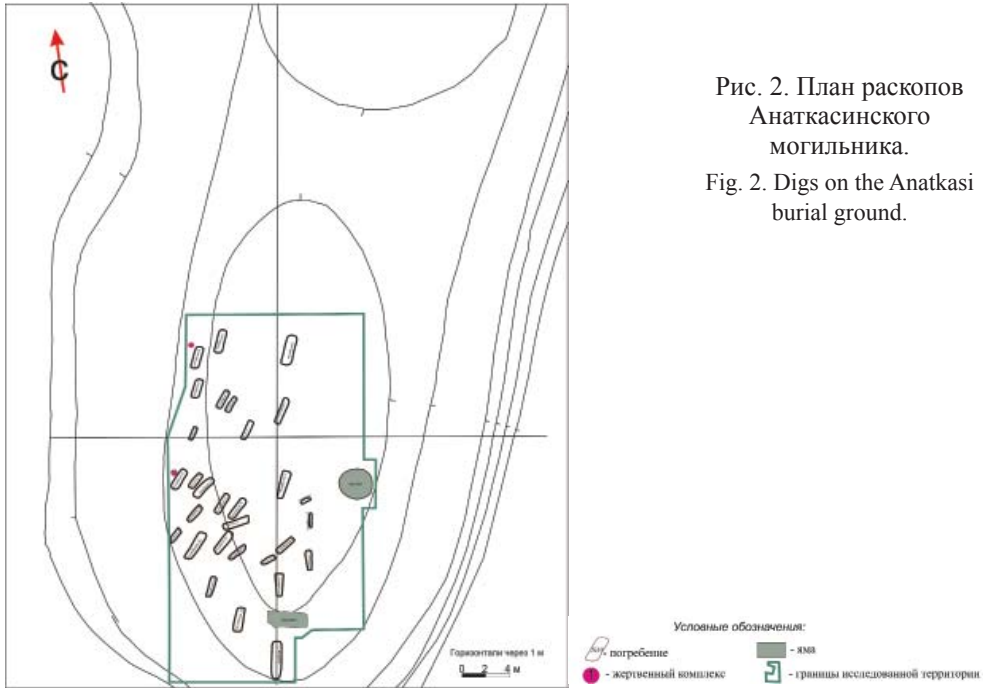 С
Рис. 2. План раскопов
Анаткасинского
могильника.
Fig. 2. Digs on the Anatkasi
burial ground.
Горизонтали через 1 м
0 2 4 м
Условные обозначения:
- погребение
- яма
1 - жертвенный комплекс
- границы исследованной территории